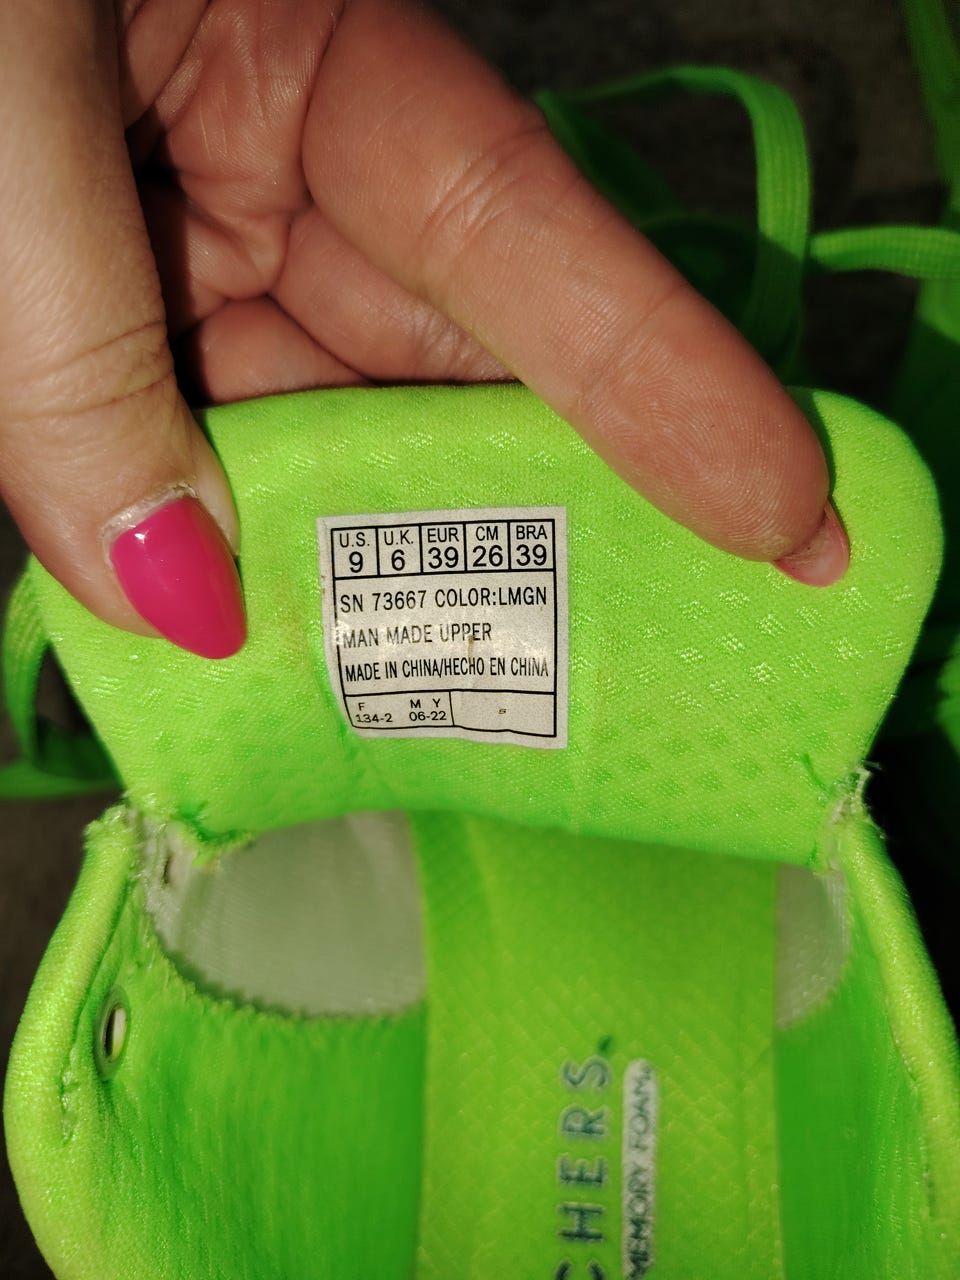 U.S. U.K. EUR CM BRA
9 6 39 26 39
SN 73667 COLOR:LMGN
MAN MADE UPPER
MADE IN CHINA/HECHO EN CHINA
F M Y
134-2 06-22
s
CHERS
MEMORY FOAM